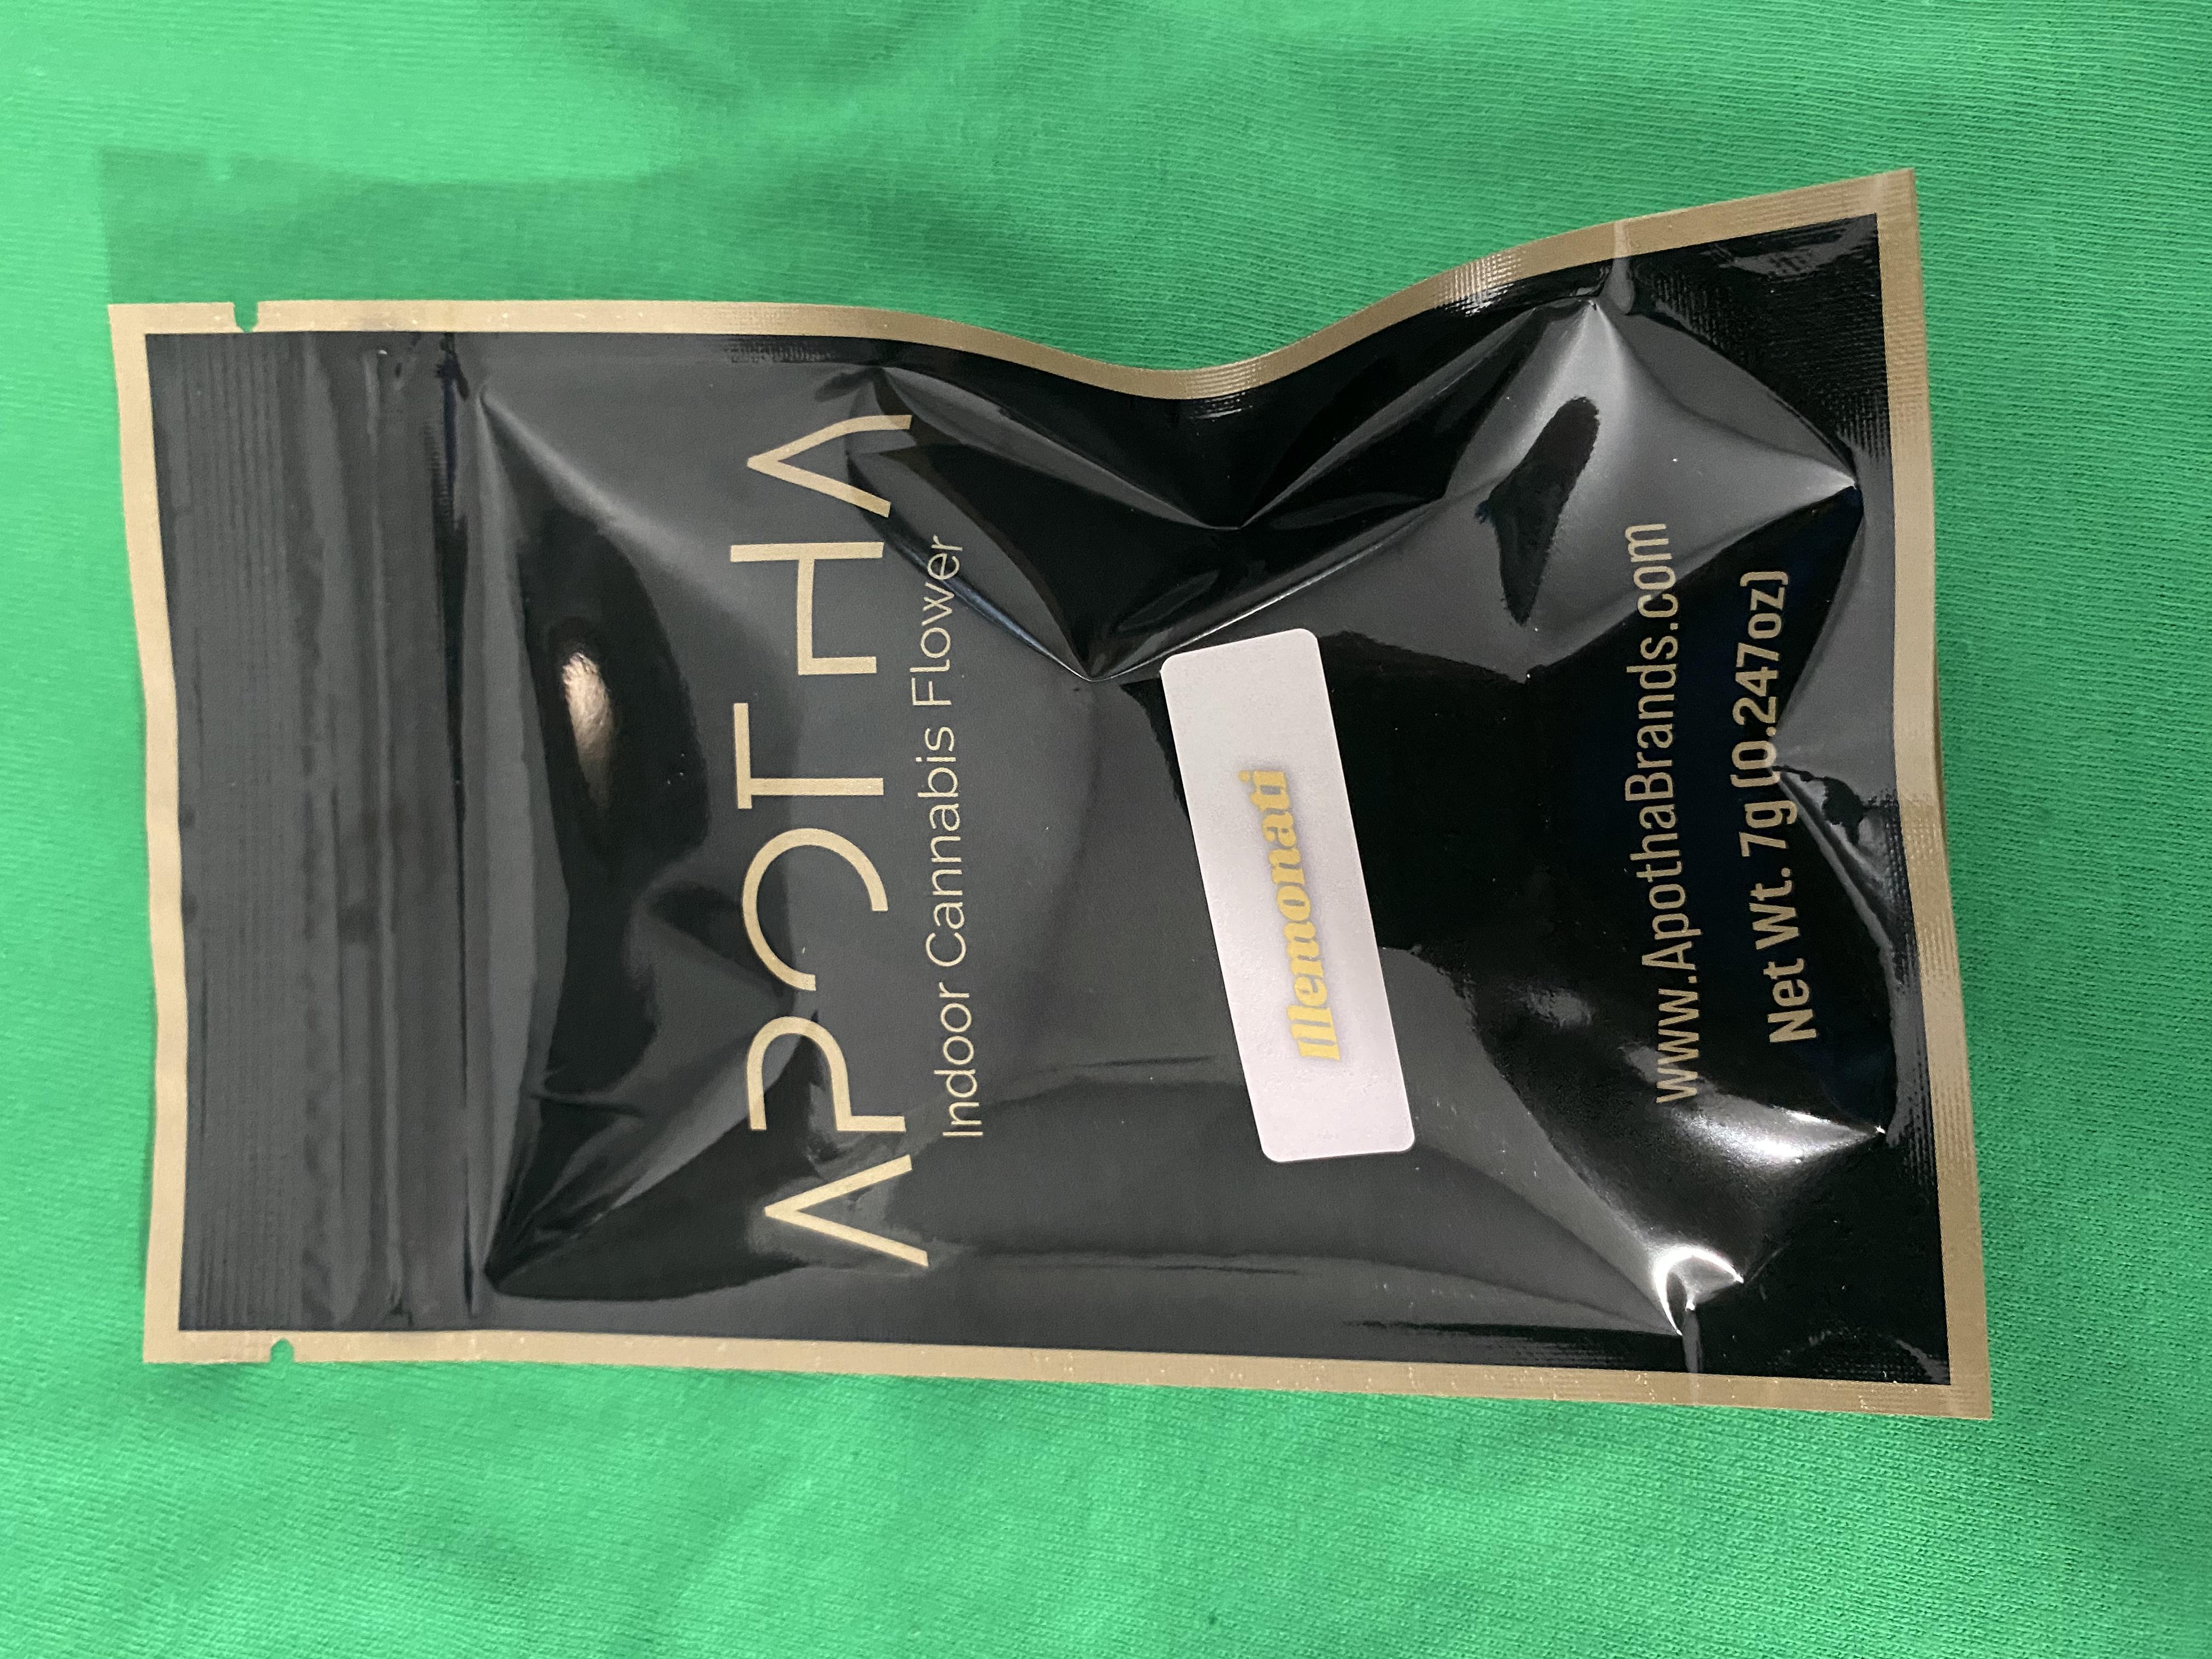 APOTHA
Indoor Cannabis Flower
Illemonati
www.ApothaBrands.com
Net Wt. 7g (0.247oz)